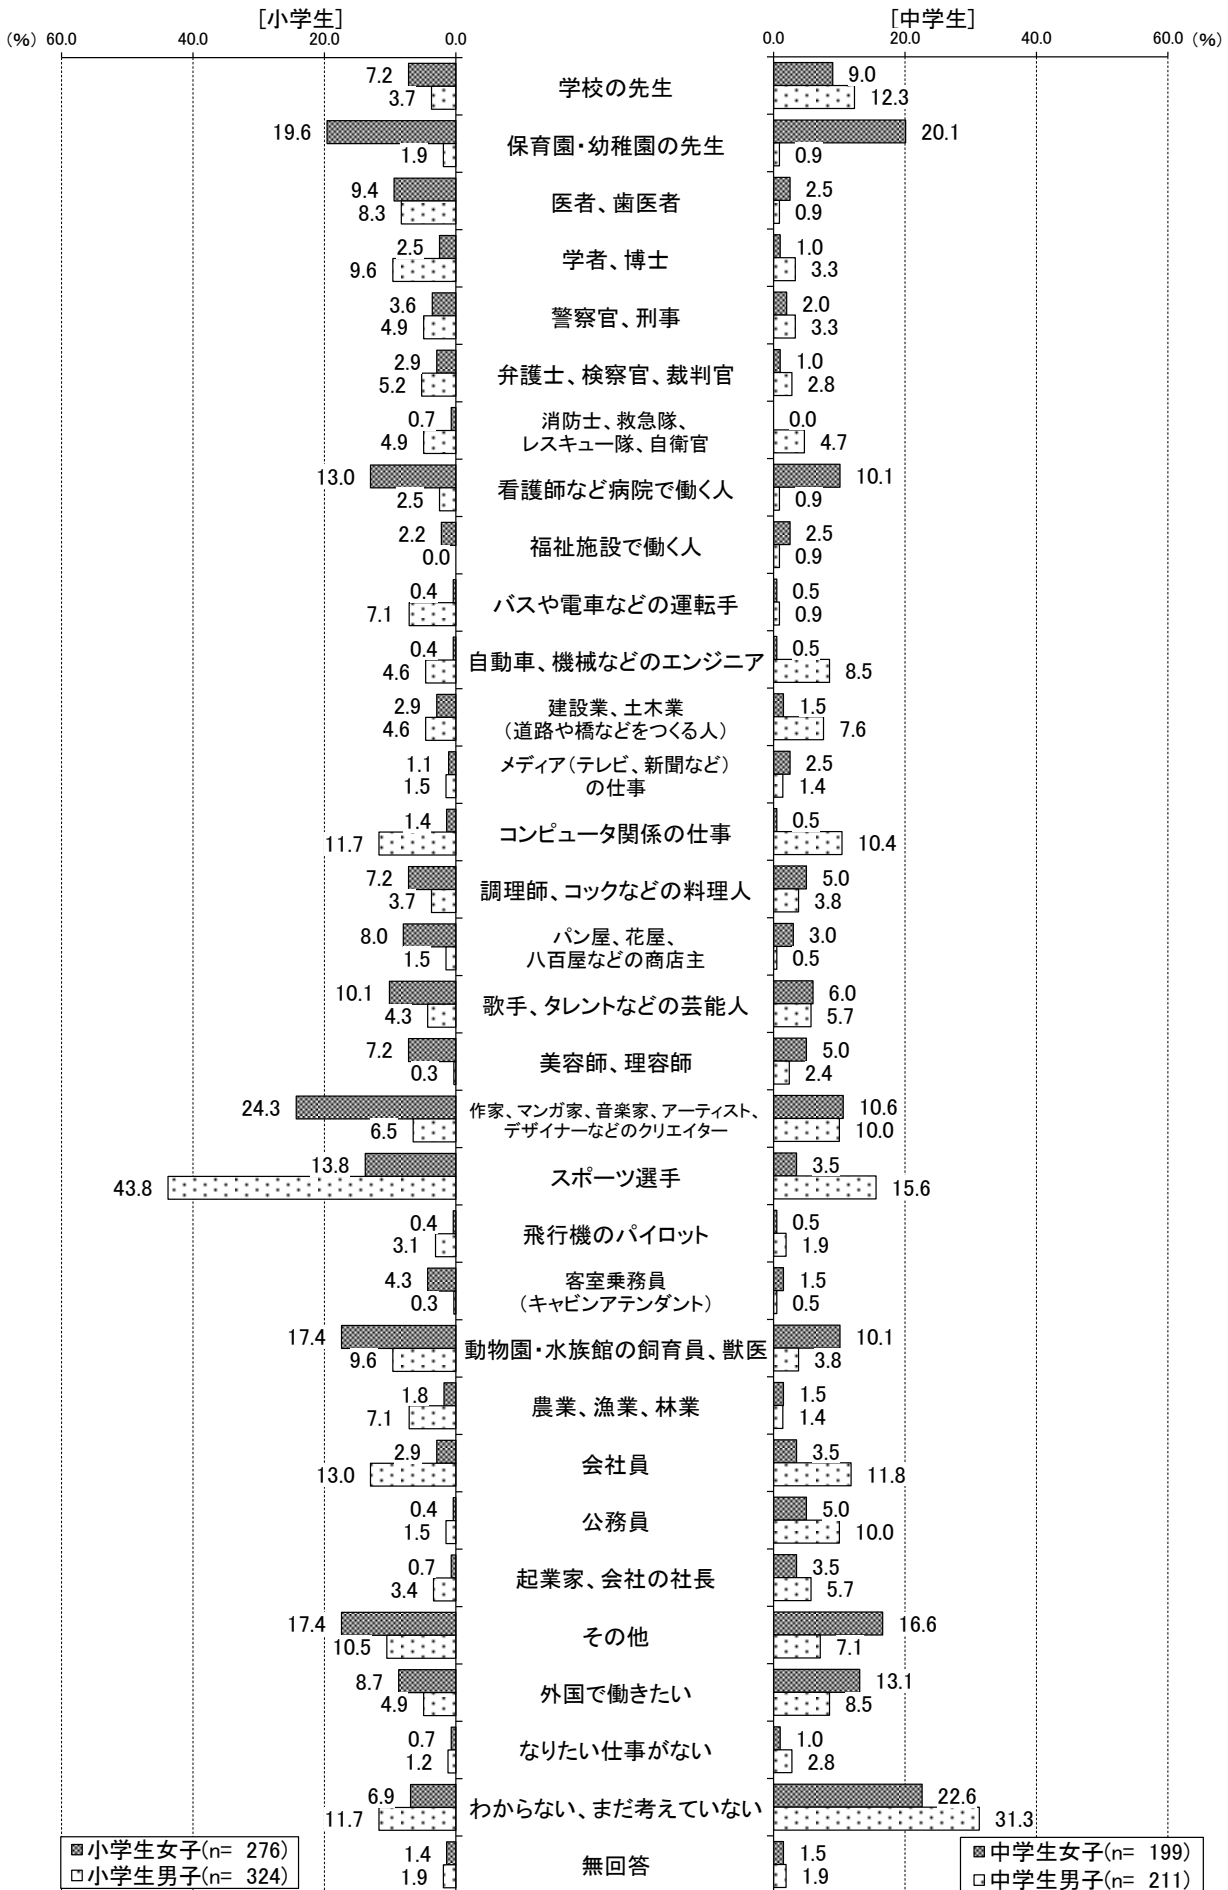 [小学生]
[中学生]
(%) 60.0 40.0 20.0 0.0
0.0 20.0 40.0 60.0 (%)
7.2 学校の先生 9.0
3.7 12.3
19.6 保育園・幼稚園の先生 20.1
1.9 0.9
9.4 医者、歯医者 2.5
8.3 0.9
2.5 学者、博士 1.0
9.6 3.3
3.6 警察官、刑事 2.0
4.9 3.3
2.9 弁護士、検察官、裁判官 1.0
5.2 2.8
0.7 消防士、救急隊、 0.0
4.9 レスキュー隊、自衛官 4.7
13.0 看護師など病院で働く人 10.1
2.5 0.9
2.2 福祉施設で働く人 2.5
0.0 0.9
0.4 バスや電車などの運転手 0.5
7.1 0.9
0.4 自動車、機械などのエンジニア 0.5
4.6 8.5
2.9 建設業、土木業 1.5
4.6 (道路や橋などをつくる人) 7.6
1.1 メディア(テレビ、新聞など) 2.5
1.5 の仕事 1.4
1.4 コンピュータ関係の仕事 0.5
11.7 10.4
7.2 調理師、コックなどの料理人 5.0
3.7 3.8
8.0 パン屋、花屋、 3.0
1.5 八百屋などの商店主 0.5
10.1 歌手、タレントなどの芸能人 6.0
4.3 5.7
7.2 美容師、理容師 5.0
0.3 2.4
24.3 作家、マンガ家、音楽家、アーティスト、 10.6
6.5 デザイナーなどのクリエイター 10.0
13.8 スポーツ選手 3.5
43.8 15.6
0.4 飛行機のパイロット 0.5
3.1 1.9
4.3 客室乗務員 1.5
0.3 (キャビンアテンダント) 0.5
17.4 動物園・水族館の飼育員、獣医 10.1
9.6 3.8
1.8 農業、漁業、林業 1.5
7.1 1.4
2.9 会社員 3.5
13.0 11.8
0.4 公務員 5.0
1.5 10.0
0.7 起業家、会社の社長 3.5
3.4 5.7
17.4 その他 16.6
10.5 7.1
8.7 外国で働きたい 13.1
4.9 8.5
0.7 なりたい仕事がない 1.0
1.2 2.8
6.9 わからない、まだ考えていない 22.6
11.7 31.3
1.4 無回答 1.5
1.9 1.9
小学生女子(n= 276)
小学生男子(n= 324)
中学生女子(n= 199)
中学生男子(n= 211)